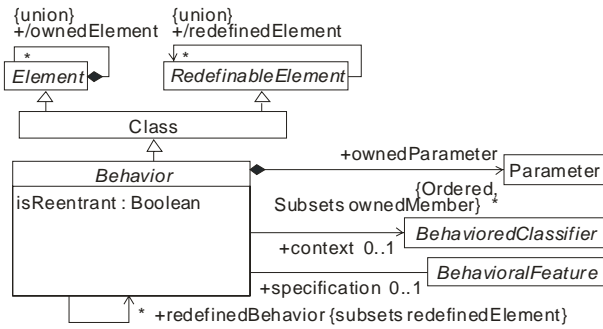 {union}
+/ownedElement
*
Element
{union}
+/redefinedElement
*
RedefinableElement
Class
Behavior
isReentrant : Boolean
+ownedParameter
Parameter
{Ordered,
Subsets ownedMember} *
BehavioredClassifier
+context 0..1
BehavioralFeature
+specification 0..1
* +redefinedBehavior {subsets redefinedElement}